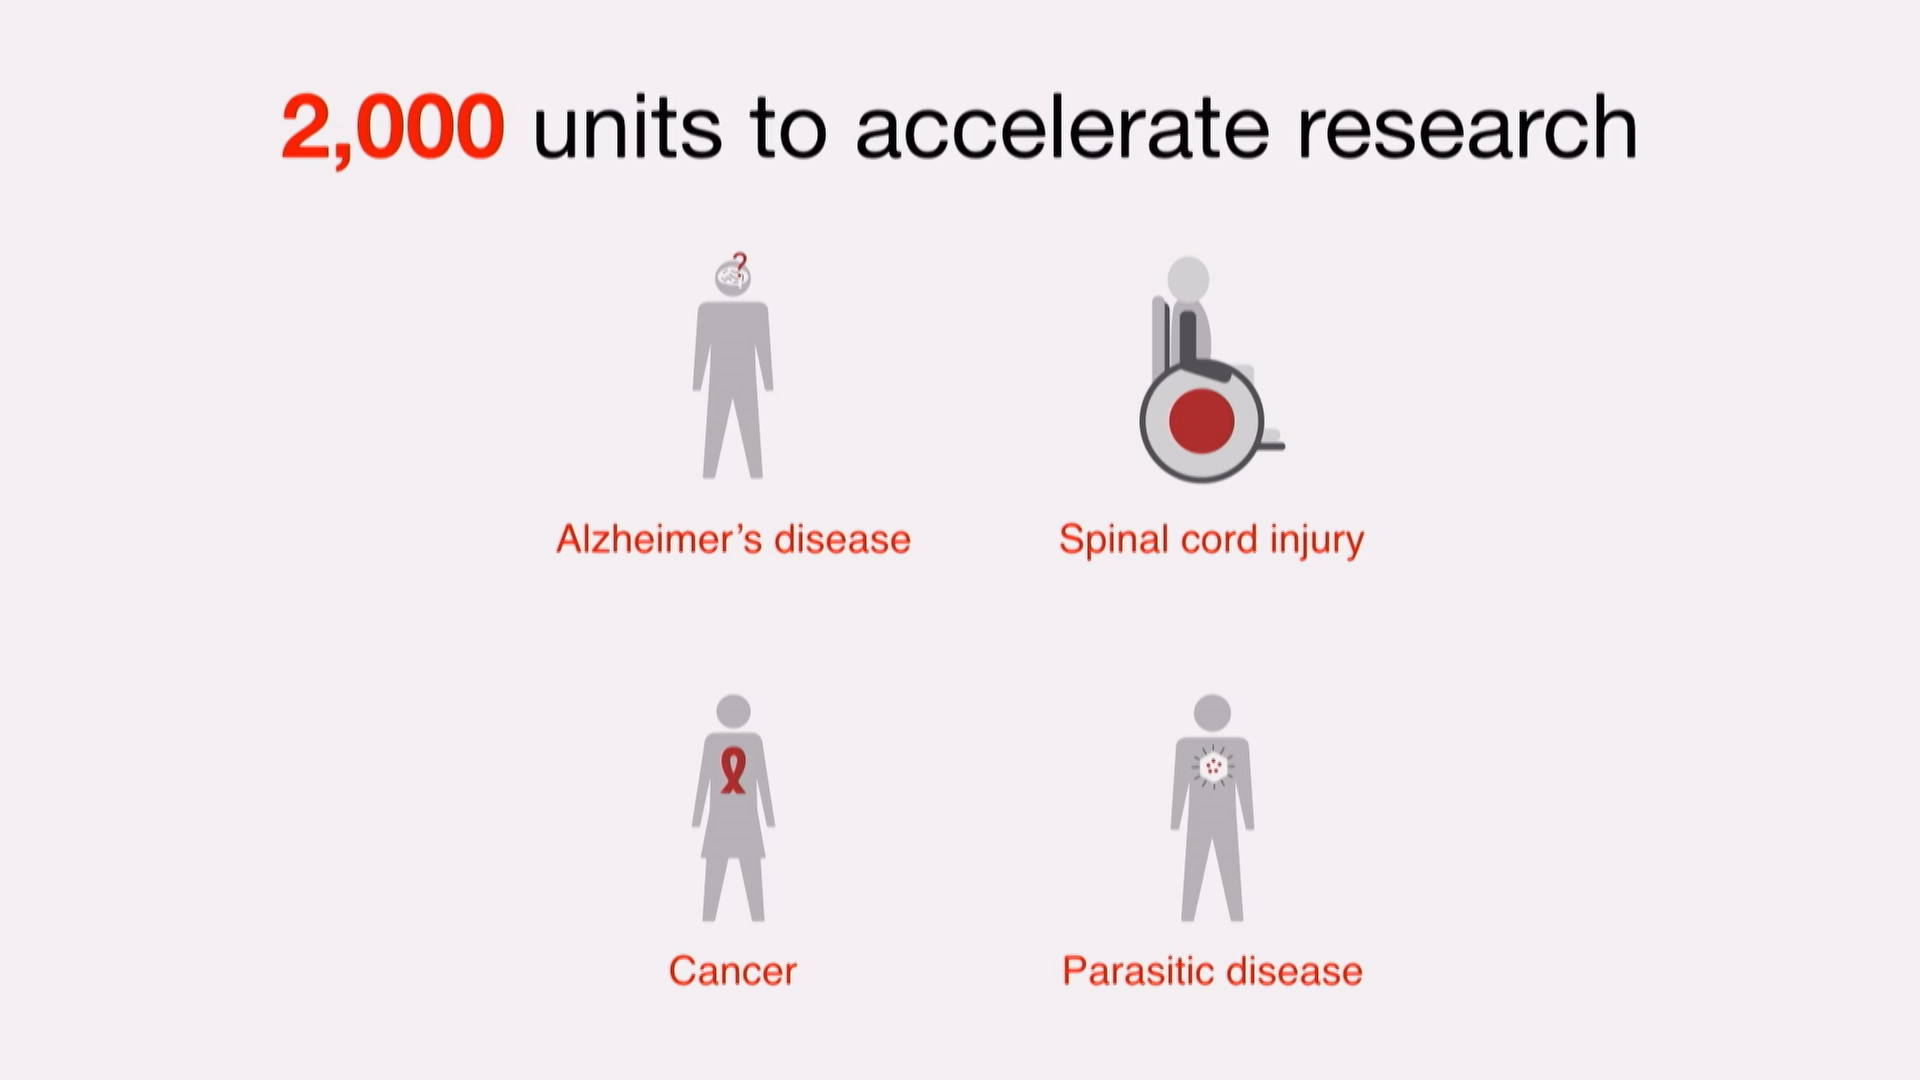 2,000 units to accelerate research
Alzheimer’s disease
Spinal cord injury
Cancer
Parasitic disease